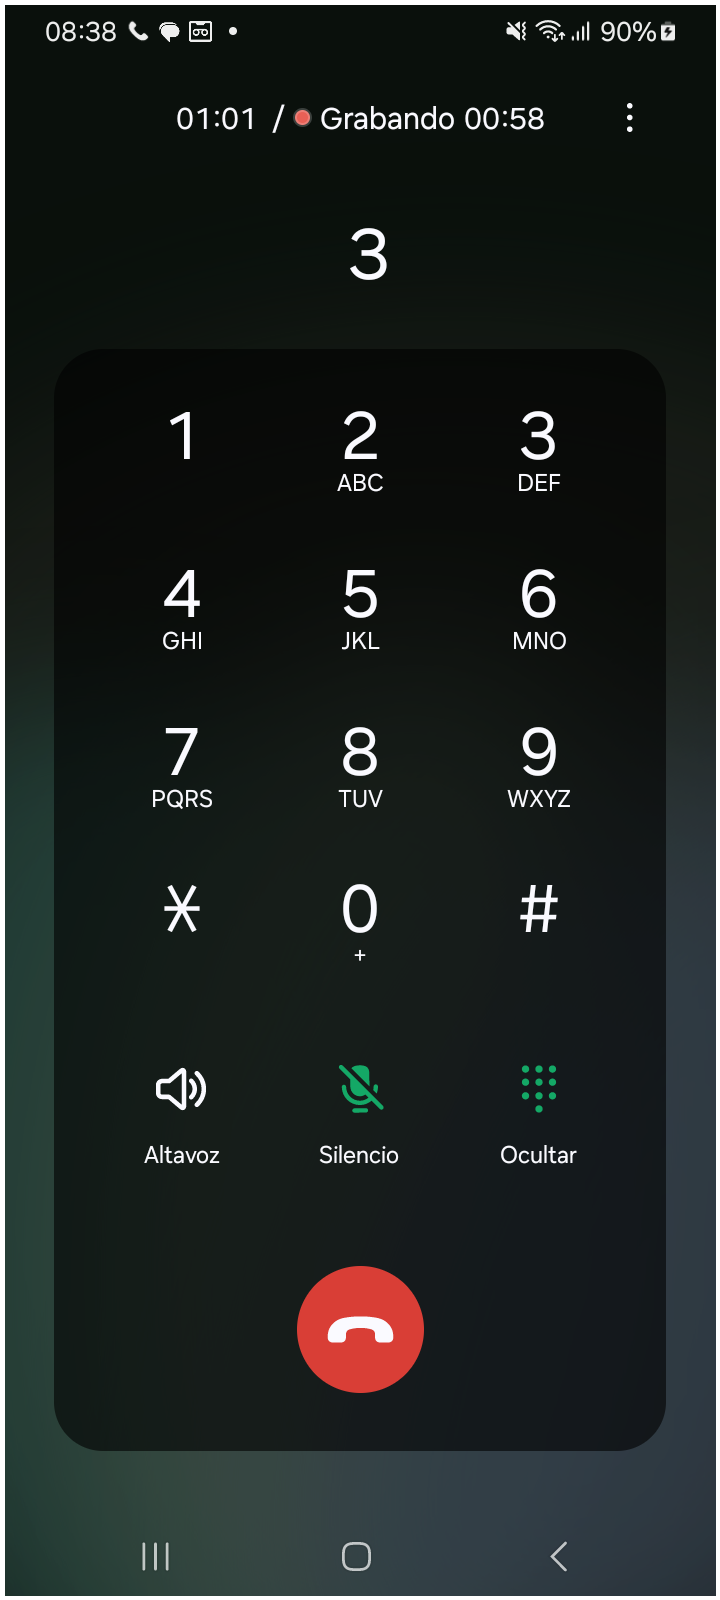 08:38 90%
01:01 / Grabando 00:58
3
1 2 3
ABC DEF
4 5 6
GHI JKL MNO
7 8 9
PQRS TUV WXYZ
* 0 #
+
Altavoz Silencio Ocultar